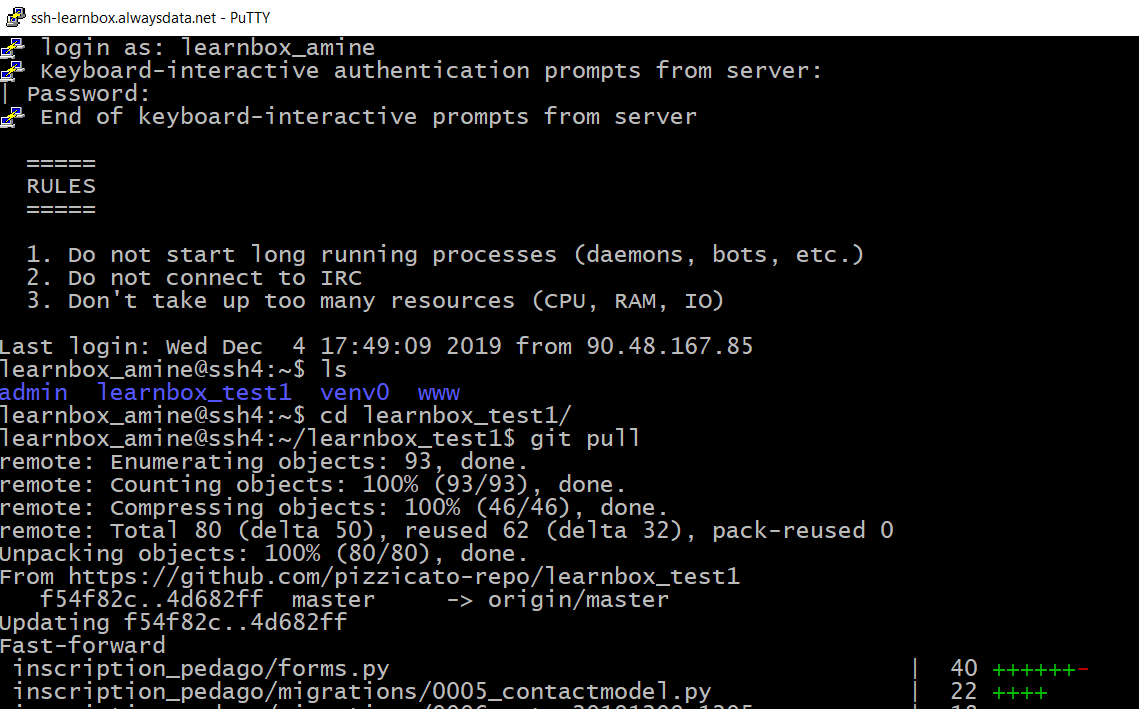 ssh-learnbox.alwaysdata.net - PuTTY
login as: learnbox_amine
Keyboard-interactive authentication prompts from server:
| Password:
End of keyboard-interactive prompts from server
=====
RULES
=====
1. Do not start long running processes (daemons, bots, etc.)
2. Do not connect to IRC
3. Don't take up too many resources (CPU, RAM, IO)
Last login: Wed Dec  4 17:49:09 2019 from 90.48.167.85
learnbox_amine@ssh4:~$ ls
admin  learnbox_test1  venv0  www
learnbox_amine@ssh4:~$ cd learnbox_test1/
learnbox_amine@ssh4:~/learnbox_test1$ git pull
remote: Enumerating objects: 93, done.
remote: Counting objects: 100% (93/93), done.
remote: Compressing objects: 100% (46/46), done.
remote: Total 80 (delta 50), reused 62 (delta 32), pack-reused 0
Unpacking objects: 100% (80/80), done.
From https://github.com/pizzicato-repo/learnbox_test1
   f54f82c..4d682ff  master     -> origin/master
Updating f54f82c..4d682ff
Fast-forward
 inscription_pedago/forms.py | 40 ++++++-
 inscription_pedago/migrations/0005_contactmodel.py | 22 ++++